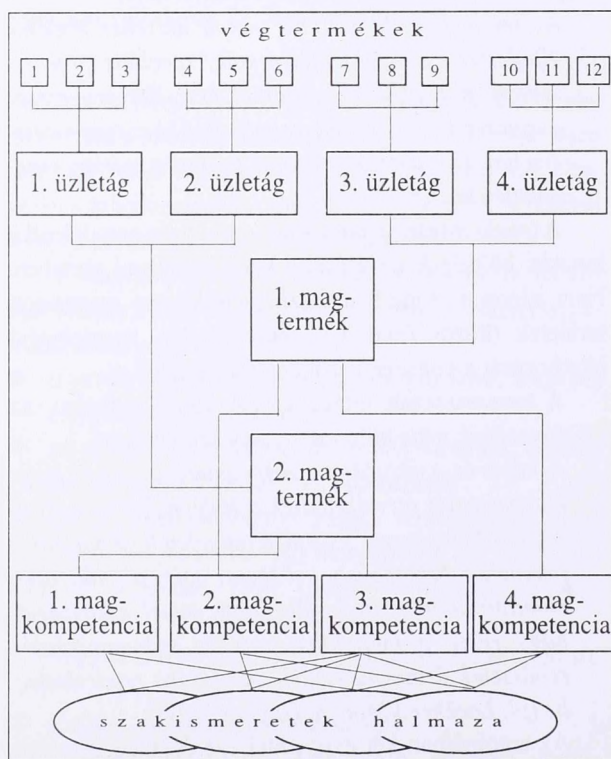 végtermékek
1 2 3 4 5 6 7 8 9 10 11 12
1. üzletág 2. üzletág 3. üzletág 4. üzletág
1. mag-
termék
2. mag-
termék
1. mag-
kompetencia
2. mag-
kompetencia
3. mag-
kompetencia
4. mag-
kompetencia
szakismeretek halmaza